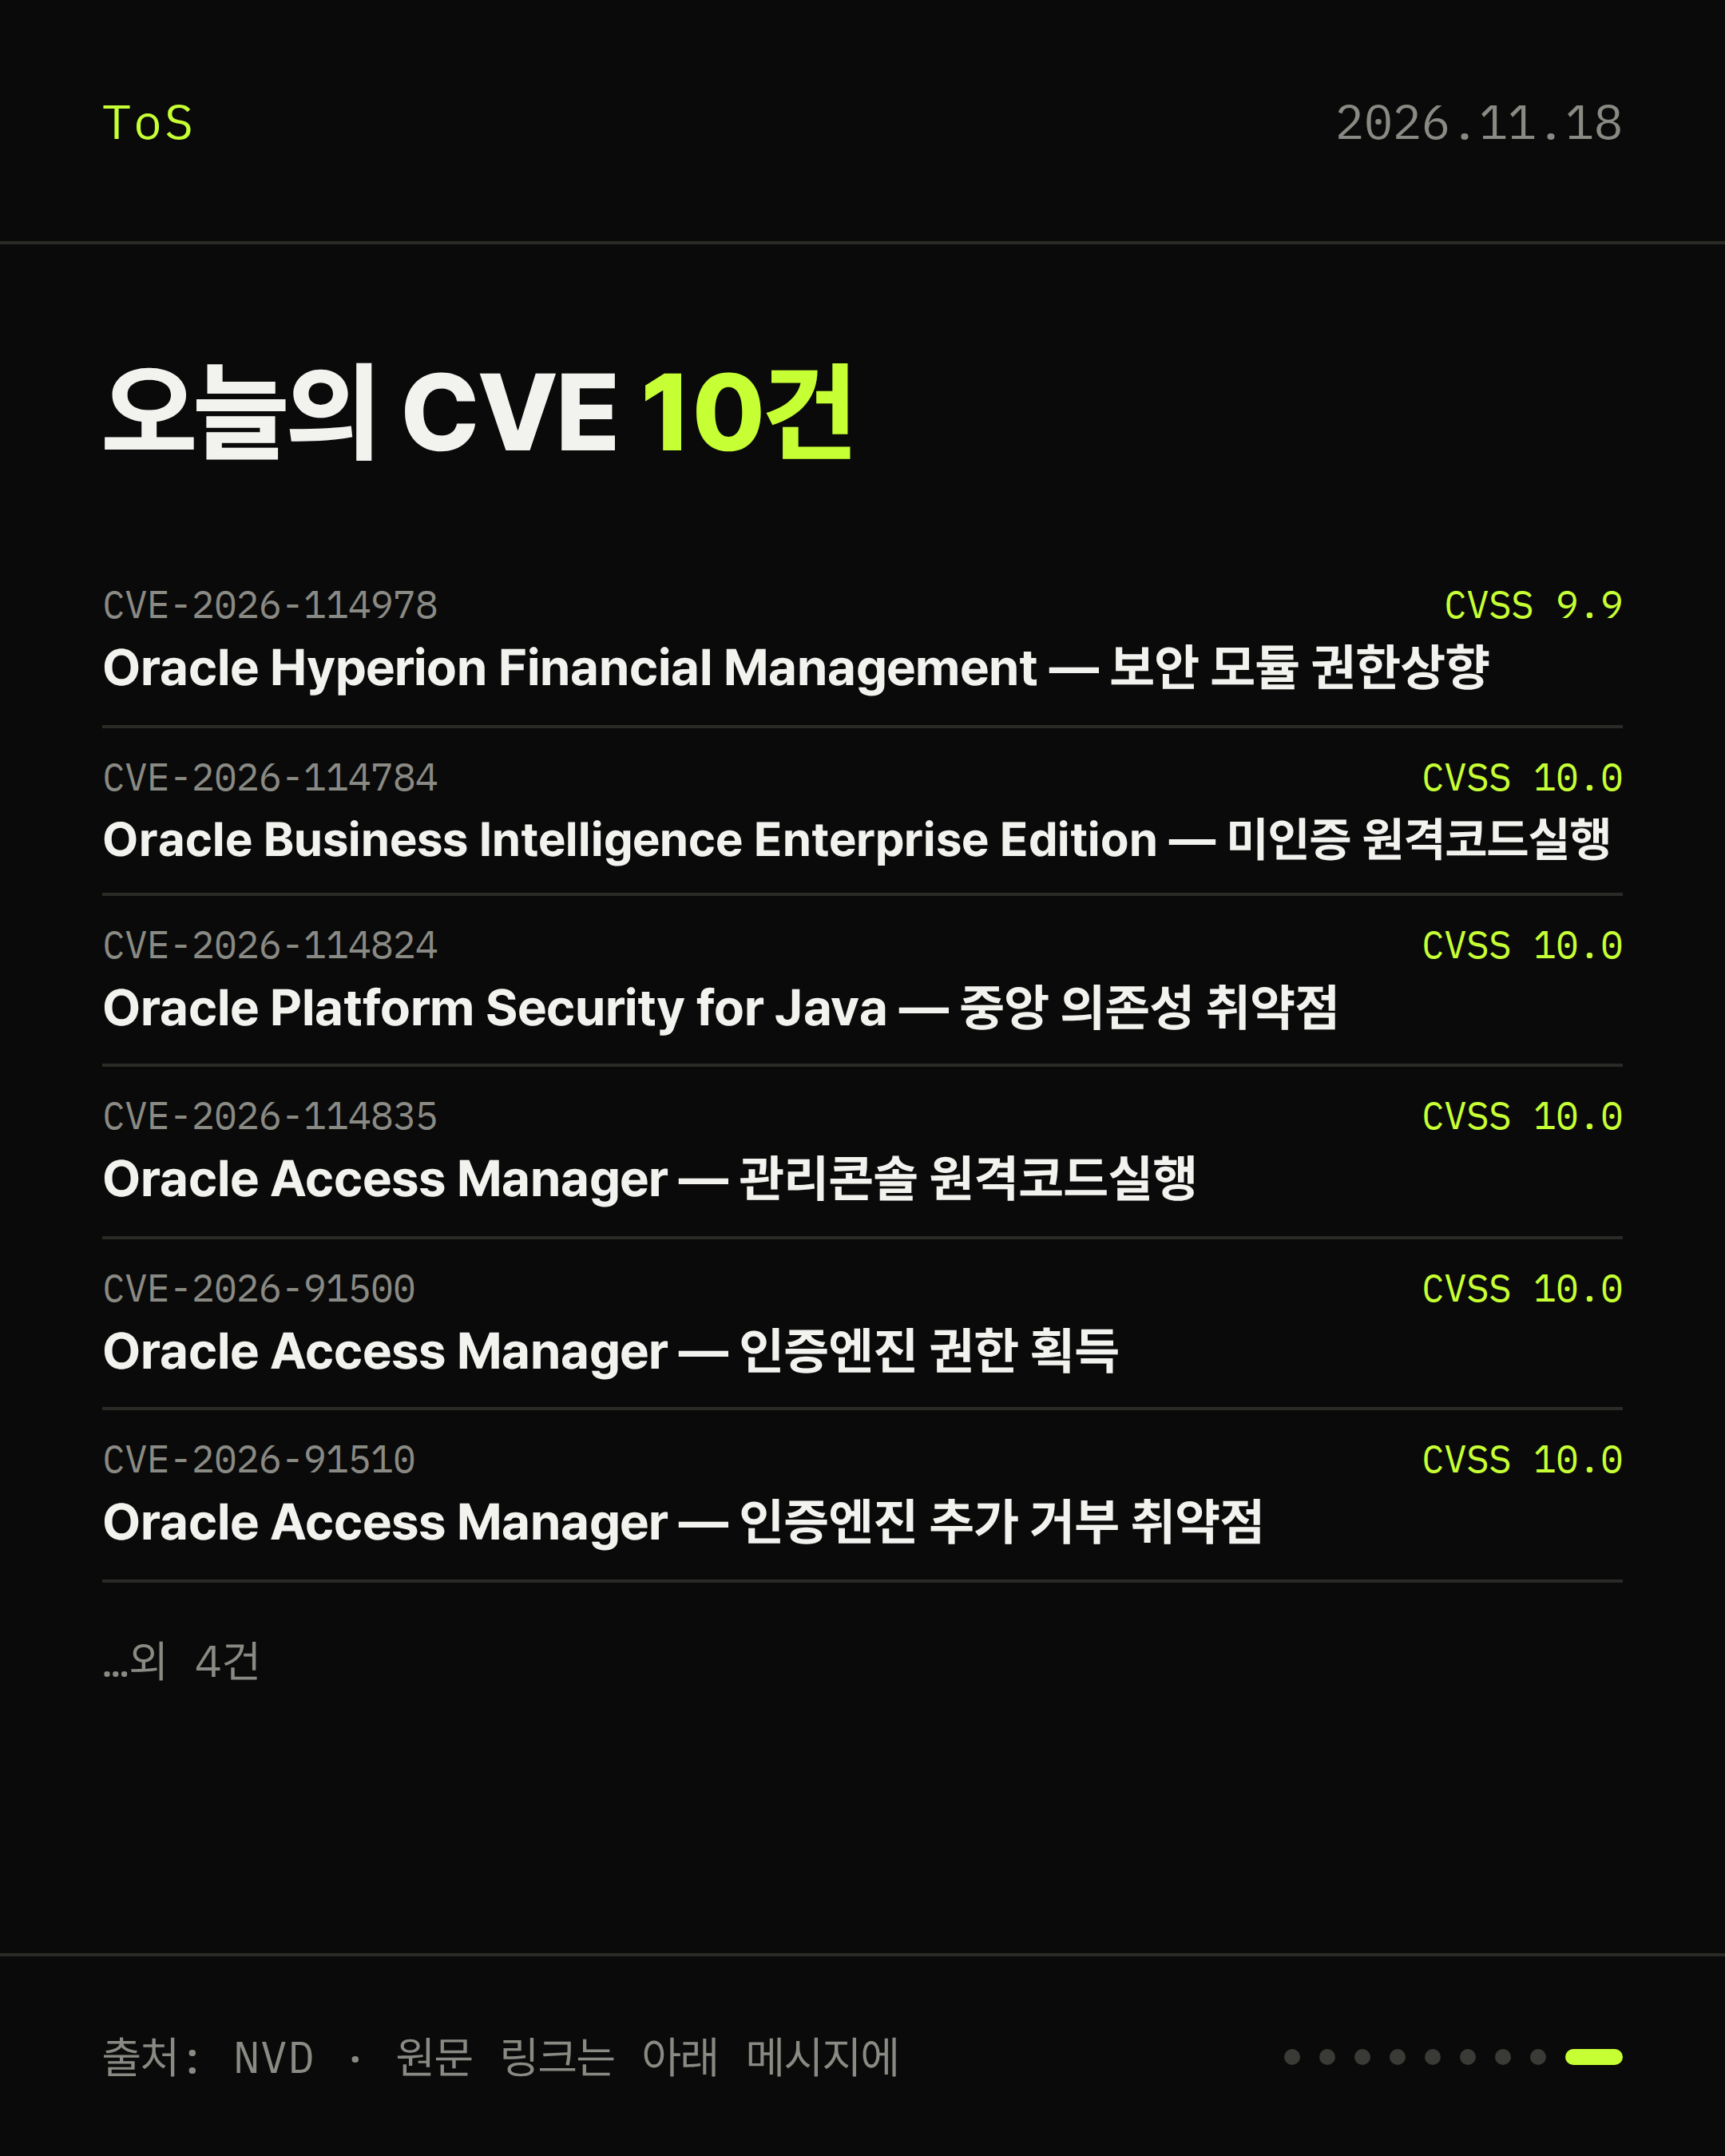 ToS
2026.11.18
오늘의 CVE 10건
CVE-2026-114978
CVSS 9.9
Oracle Hyperion Financial Management — 보안 모듈 권한상향
CVE-2026-114784
CVSS 10.0
Oracle Business Intelligence Enterprise Edition — 미인증 원격코드실행
CVE-2026-114824
CVSS 10.0
Oracle Platform Security for Java — 중앙 의존성 취약점
CVE-2026-114835
CVSS 10.0
Oracle Access Manager — 관리콘솔 원격코드실행
CVE-2026-91500
CVSS 10.0
Oracle Access Manager — 인증엔진 권한 획득
CVE-2026-91510
CVSS 10.0
Oracle Access Manager — 인증엔진 추가 거부 취약점
…외 4건
출처: NVD · 원문 링크는 아래 메시지에